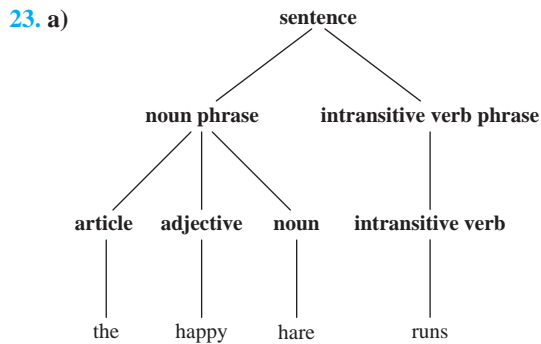 23. a)
sentence
noun phrase intransitive verb phrase
article adjective noun intransitive verb
the happy hare runs